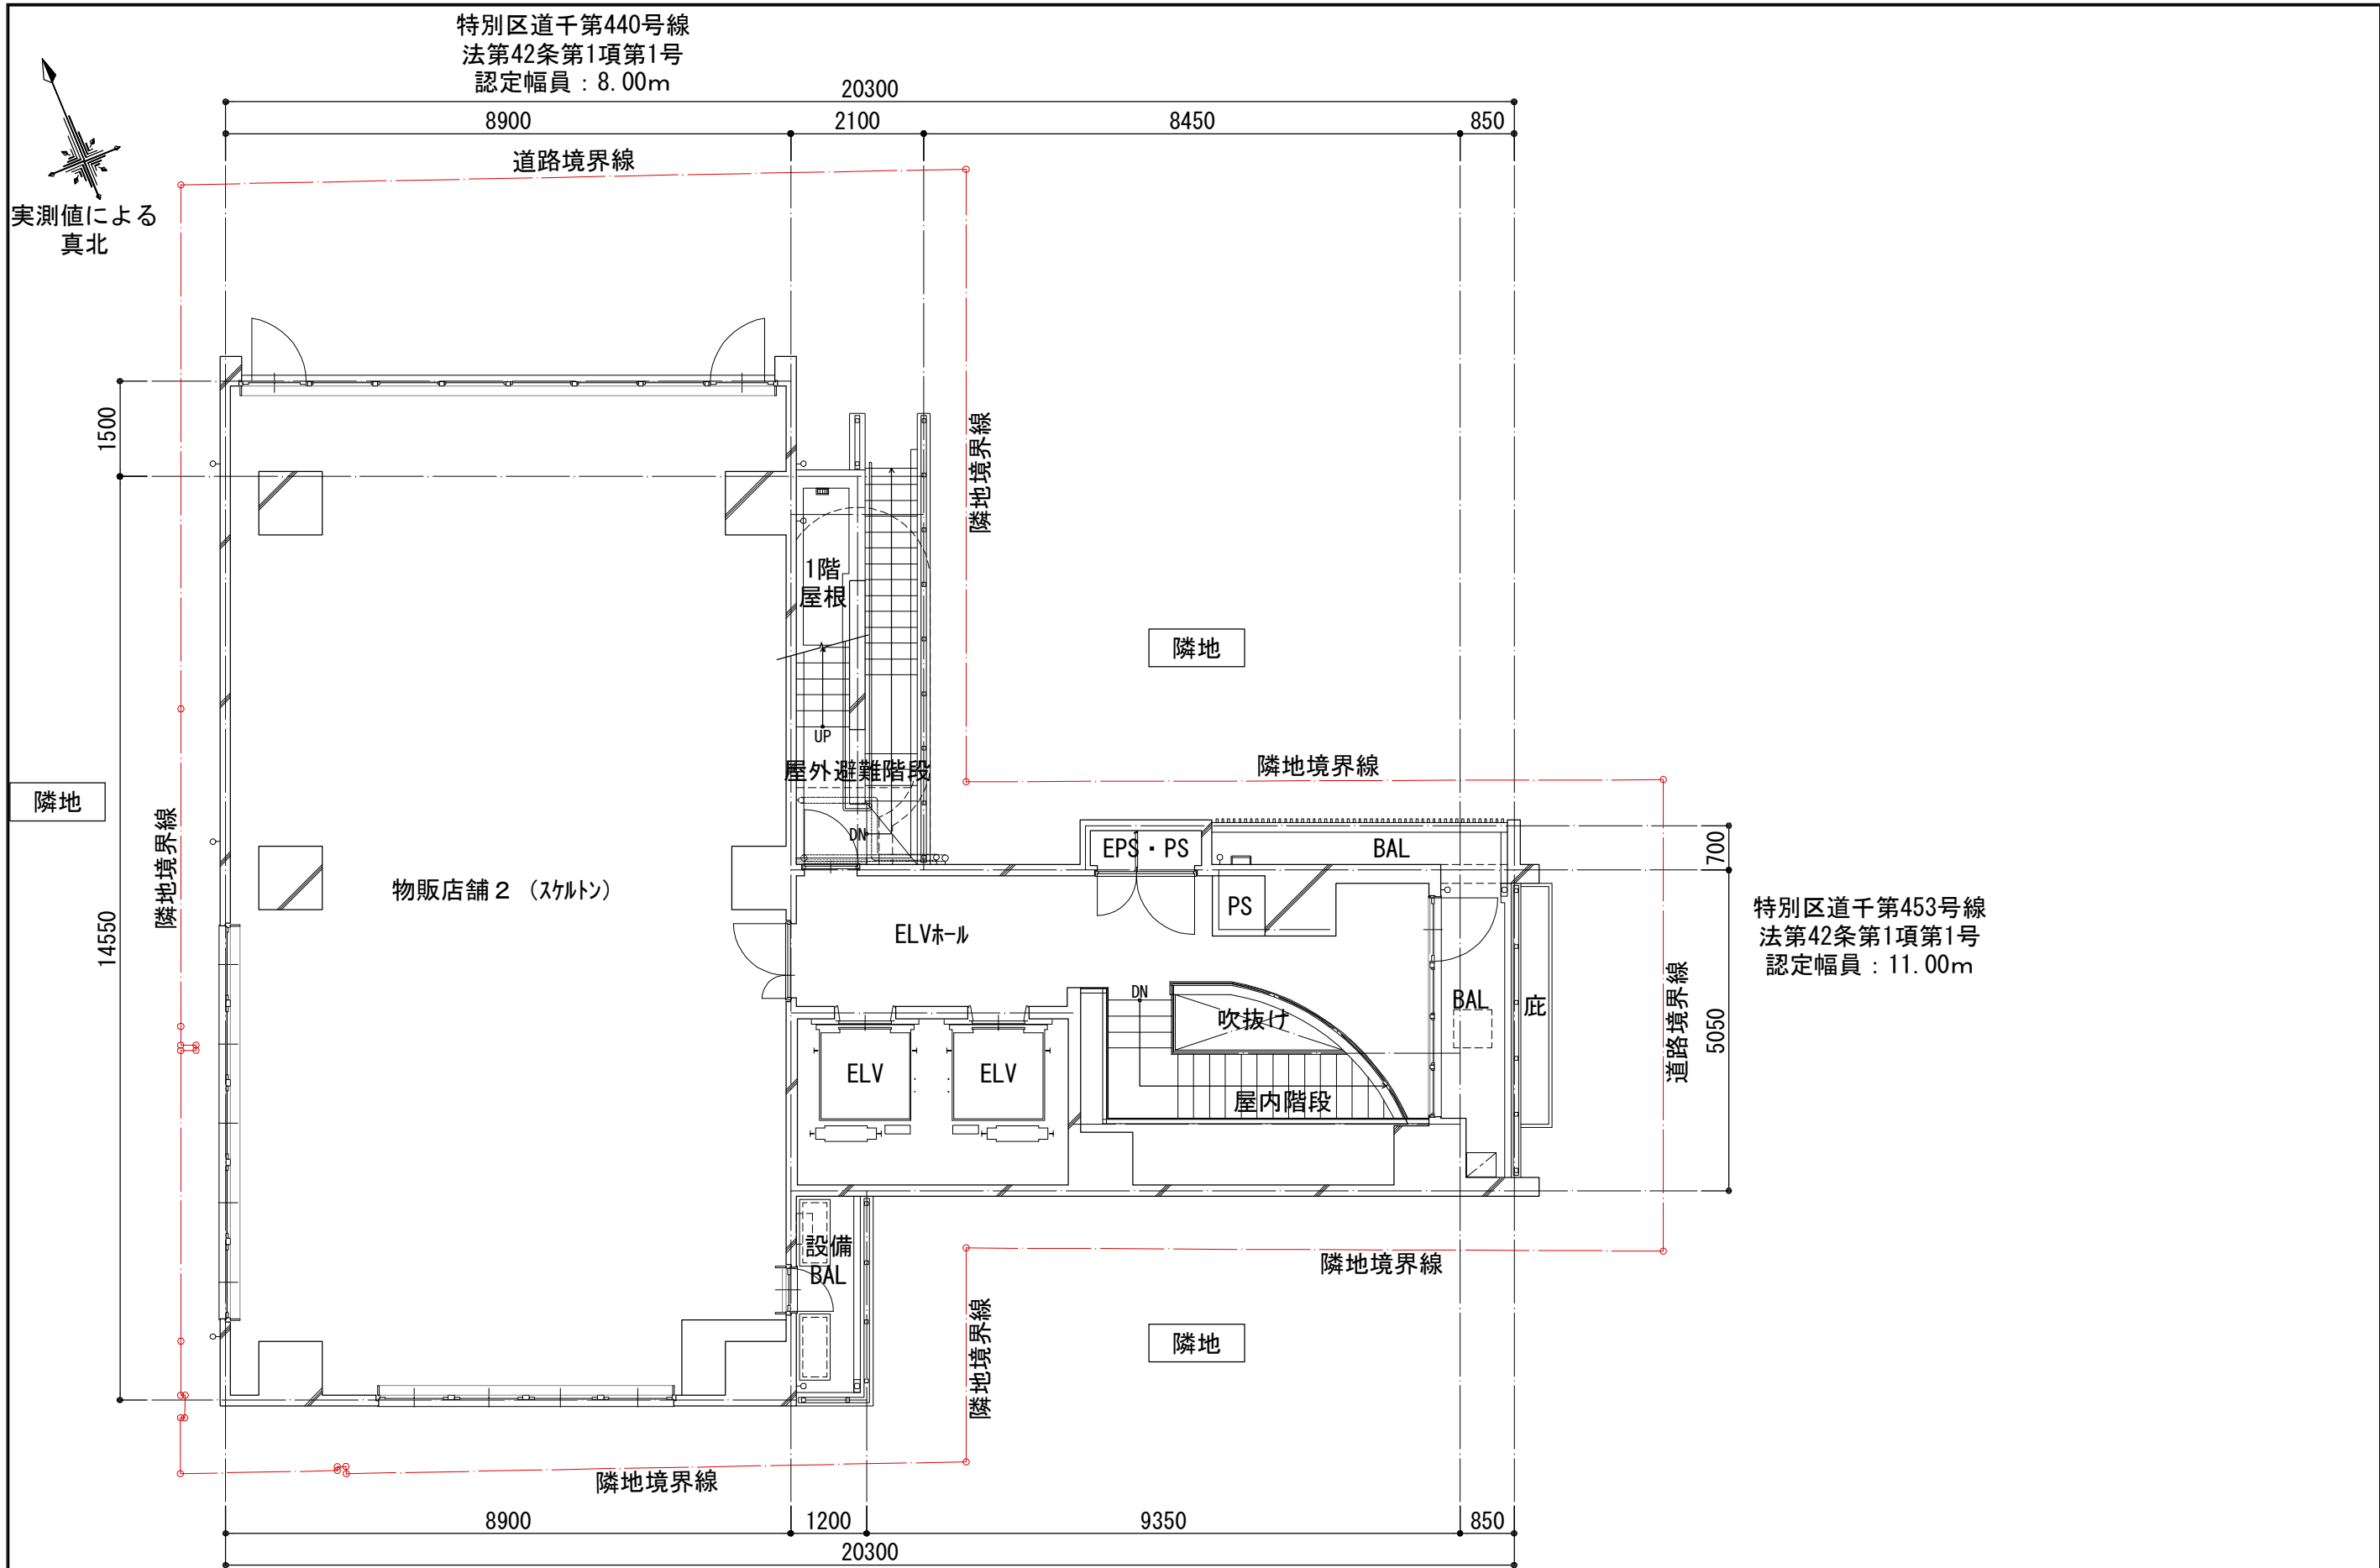 特別区道千第440号線
法第42条第1項第1号
認定幅員：8.00m
20300
8900
2100
8450
850
道路境界線
実測値による
真北
1500
14550
隣地境界線
1階
屋根
隣地
UP
屋外避難階段
DN
隣地境界線
隣地
隣地境界線
物販店舗２（ｽｹﾙﾄﾝ）
EPS・PS
BAL
700
PS
ELVﾎｰﾙ
特別区道千第453号線
法第42条第1項第1号
認定幅員：11.00m
DN
吹抜け
BAL
庇
道路境界線
5050
ELV
ELV
屋内階段
設備
BAL
隣地境界線
隣地境界線
隣地
隣地境界線
8900
1200
9350
850
20300